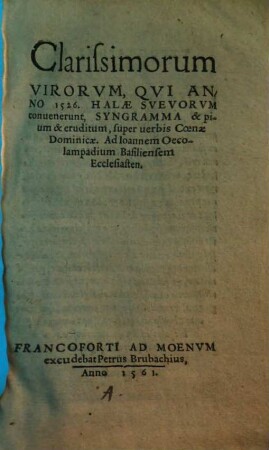 Clarissimorum
VIRORVM, QVI AN/
NO 1526. HALÆ SVEVORVM
conuenerunt, SYNGRAMMA & pi-
um & eruditum, super uerbis Cœnæ
Dominicæ. Ad Ioannem Oeco-
lampadium Basiliensem
Ecclesiasten.
FRANCOFORTI AD MOENVM
excudebat Petrus Brubachius,
Anno 1561.
A.